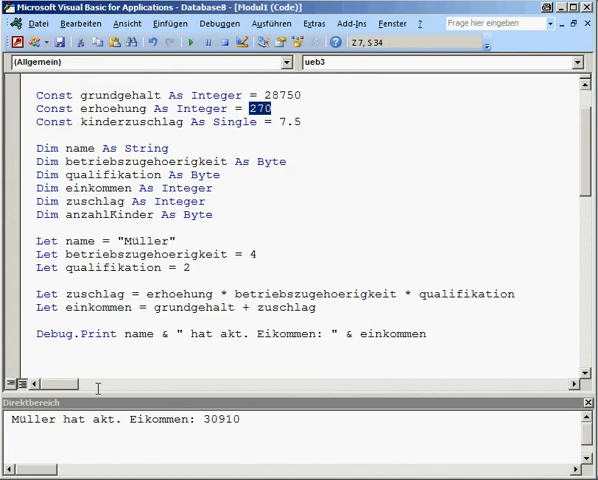 Microsoft Visual Basic for Applications - DatabaseB - [Modul1 (Code)]
Datei Bearbeiten Ansicht Einfügen Debuggen Ausführen Extras Add-Ins Fenster ? Frage hier eingeben
Z 7, S 34
(Allgemein) ueb3
Const grundgehalt As Integer = 28750
Const erhoehung As Integer = 270
Const kinderzuschlag As Single = 7.5
Dim name As String
Dim betriebszugehoerigkeit As Byte
Dim qualifikation As Byte
Dim einkommen As Integer
Dim zuschlag As Integer
Dim anzahlKinder As Byte
Let name = "Müller"
Let betriebszugehoerigkeit = 4
Let qualifikation = 2
Let zuschlag = erhoehung * betriebszugehoerigkeit * qualifikation
Let einkommen = grundgehalt + zuschlag
Debug.Print name & " hat akt. Eikommen: " & einkommen
Direktbereich
Müller hat akt. Eikommen: 30910